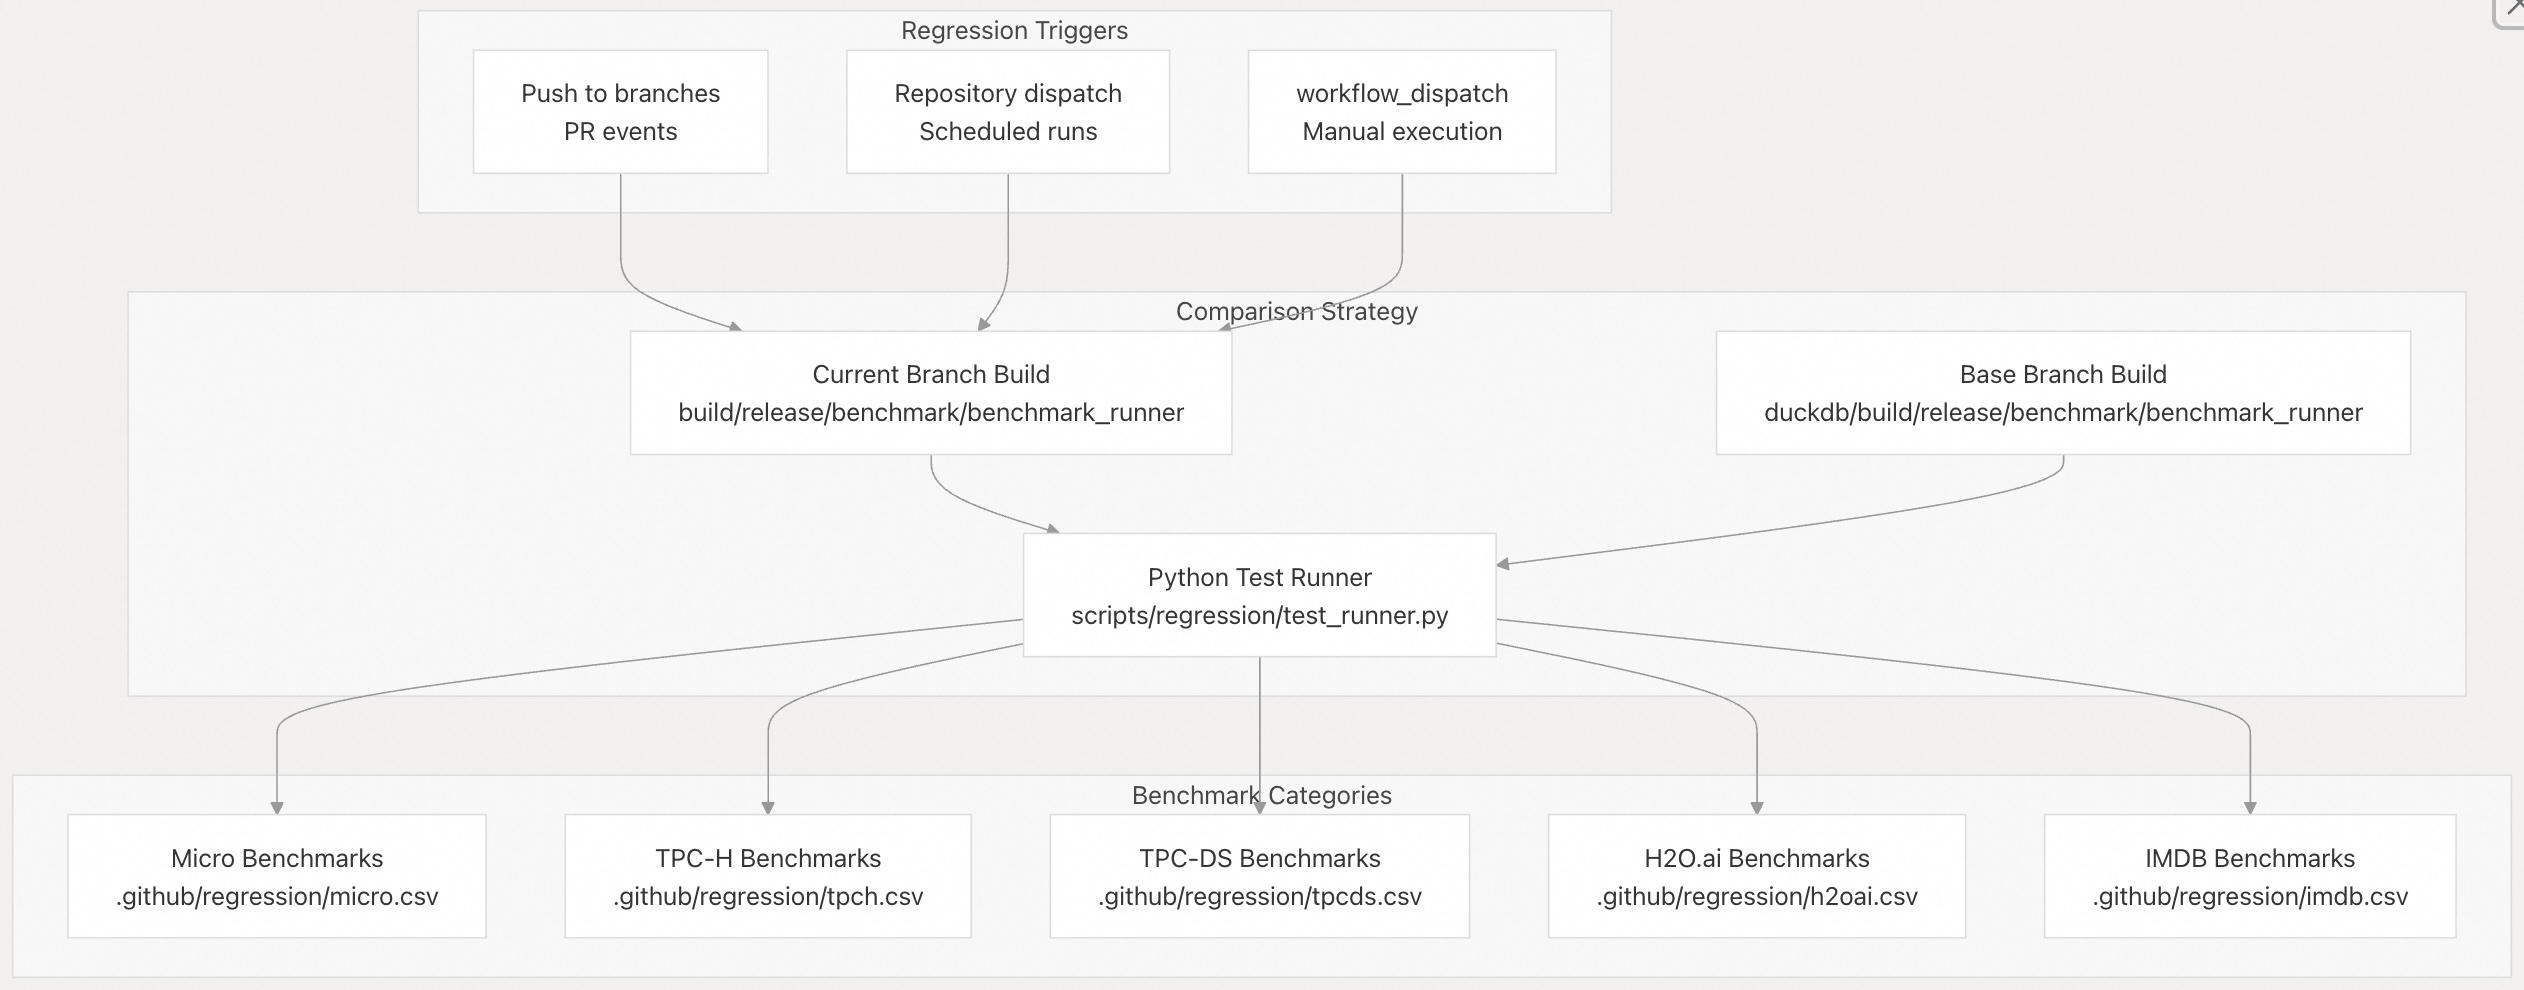 Regression Triggers
Push to branches
PR events
Repository dispatch
Scheduled runs
workflow_dispatch
Manual execution
Comparison Strategy
Current Branch Build
build/release/benchmark/benchmark_runner
Base Branch Build
duckdb/build/release/benchmark/benchmark_runner
Python Test Runner
scripts/regression/test_runner.py
Benchmark Categories
Micro Benchmarks
.github/regression/micro.csv
TPC-H Benchmarks
.github/regression/tpch.csv
TPC-DS Benchmarks
.github/regression/tpcds.csv
H2O.ai Benchmarks
.github/regression/h2oai.csv
IMDB Benchmarks
.github/regression/imdb.csv